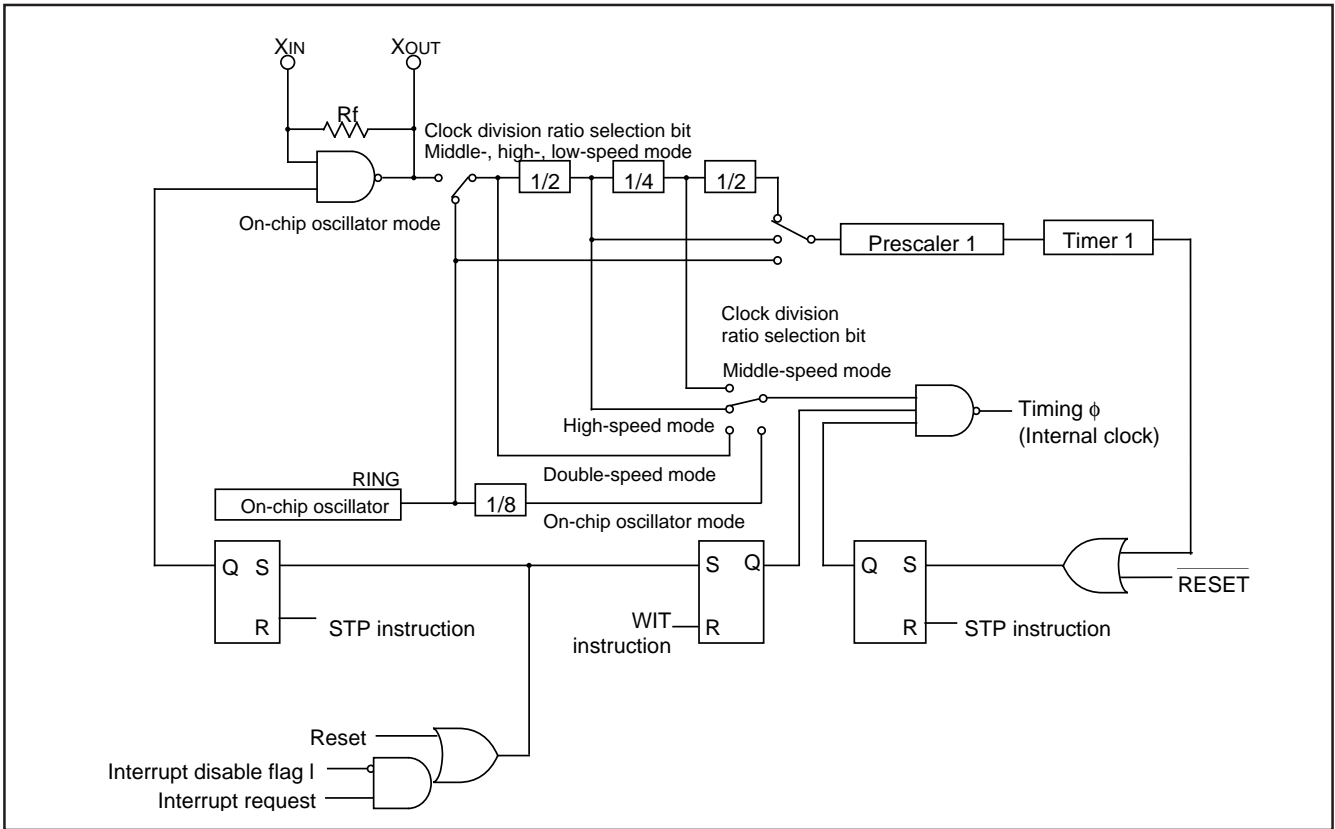 XIN
XOUT
Rf
Clock division ratio selection bit
Middle-, high-, low-speed mode
1/2
1/4
1/2
On-chip oscillator mode
Prescaler 1
Timer 1
Clock division
ratio selection bit
Middle-speed mode
Timing ϕ
(Internal clock)
High-speed mode
Double-speed mode
RING
On-chip oscillator
1/8
On-chip oscillator mode
Q S
R
STP instruction
S Q
R
WIT
instruction
Q S
R
STP instruction
RESET
Reset
Interrupt disable flag I
Interrupt request